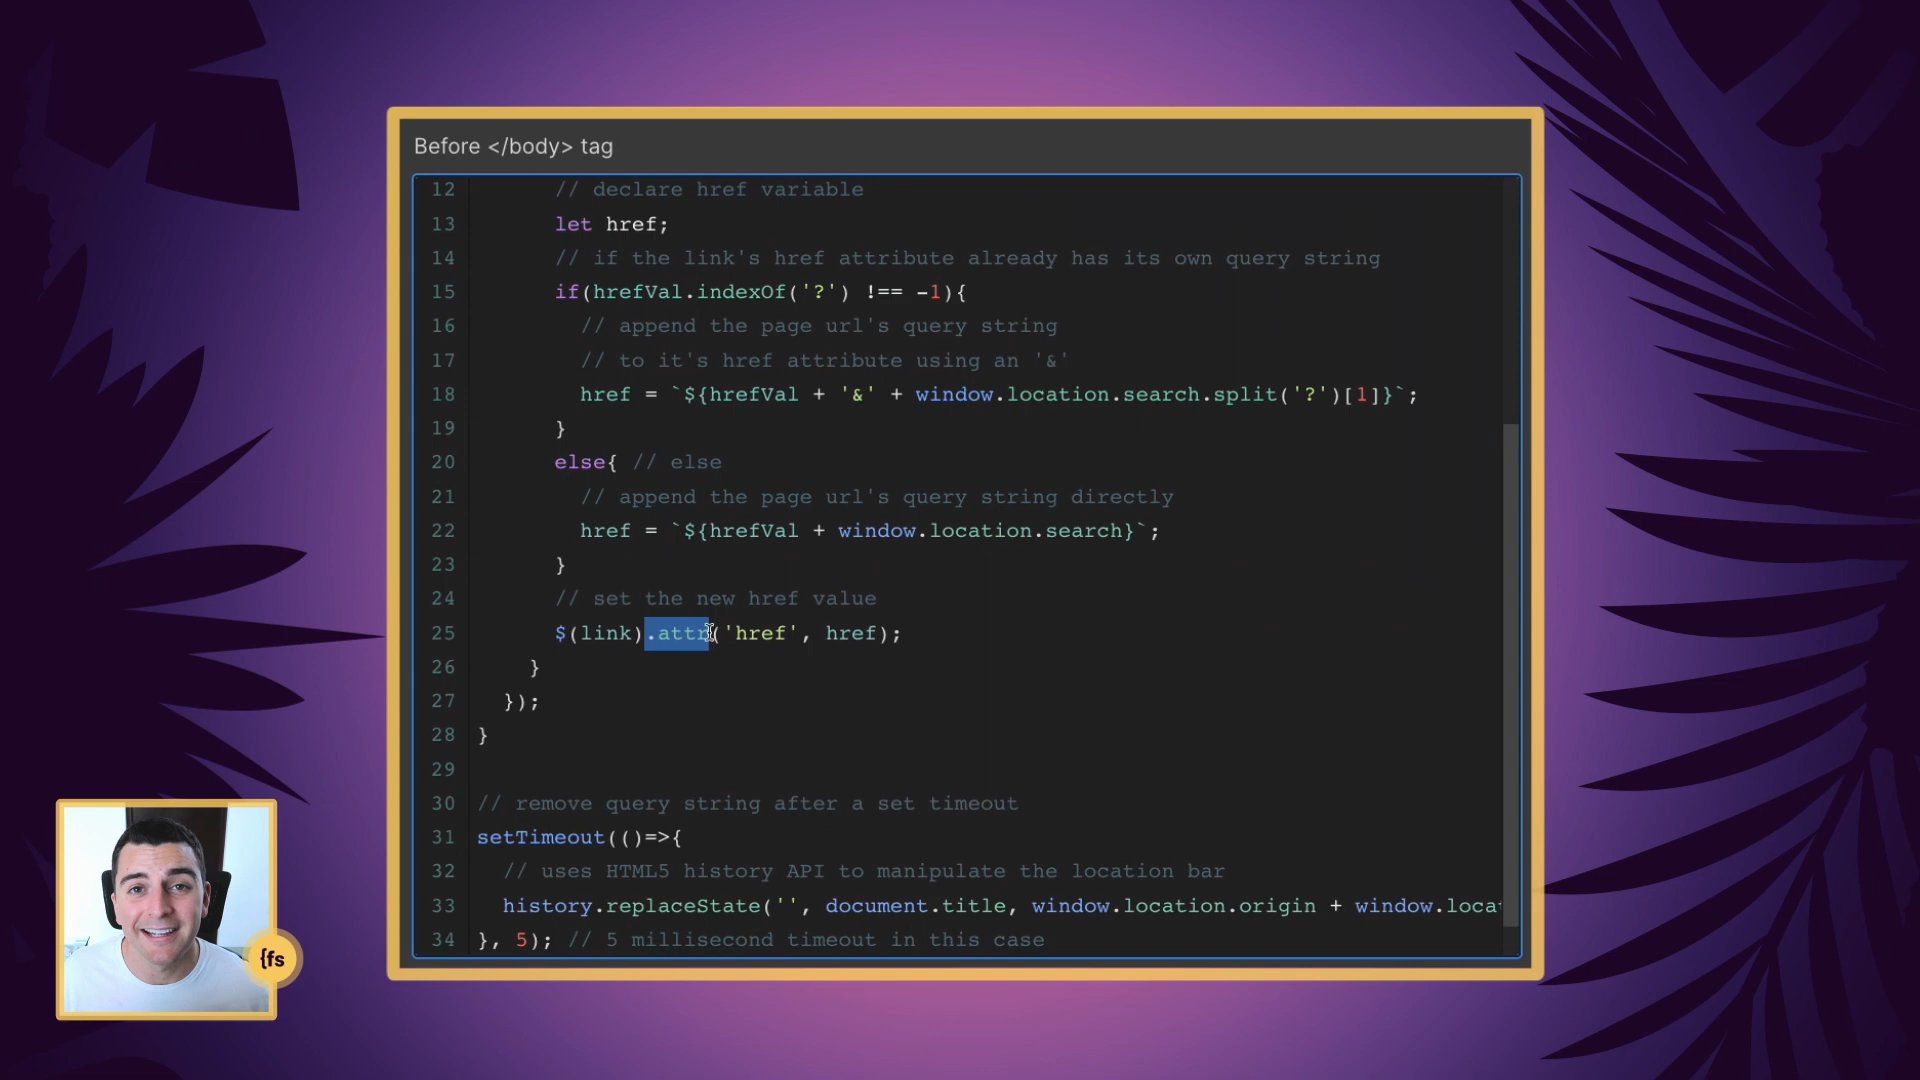 Before </body> tag
12 // declare href variable
13 let href;
14 // if the link's href attribute already has its own query string
15 if(hrefVal.indexOf('?') !== -1){
16 // append the page url's query string
17 // to it's href attribute using an '&'
18 href = `${hrefVal + '&' + window.location.search.split('?')[1]}`;
19 }
20 else{ // else
21 // append the page url's query string directly
22 href = `${hrefVal + window.location.search}`;
23 }
24 // set the new href value
25 $(link).attr('href', href);
26 }
27 });
28 }
29
30 // remove query string after a set timeout
31 setTimeout(()=>{
32 // uses HTML5 history API to manipulate the location bar
33 history.replaceState('', document.title, window.location.origin + window.locat
34 }, 5); // 5 millisecond timeout in this case
{fs